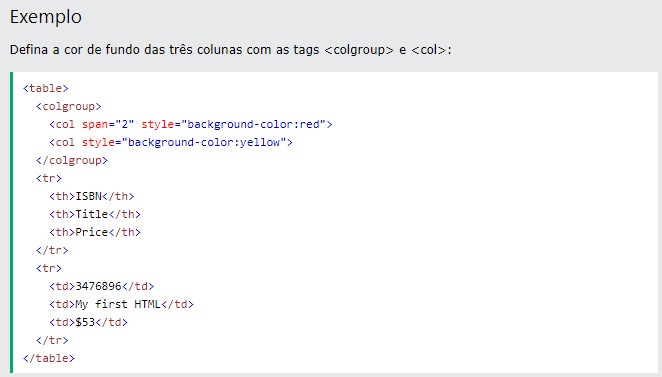 Exemplo
Defina a cor de fundo das três colunas com as tags <colgroup> e <col>:
<table>
  <colgroup>
    <col span="2" style="background-color:red">
    <col style="background-color:yellow">
  </colgroup>
  <tr>
    <th>ISBN</th>
    <th>Title</th>
    <th>Price</th>
  </tr>
  <tr>
    <td>3476896</td>
    <td>My first HTML</td>
    <td>$53</td>
  </tr>
</table>